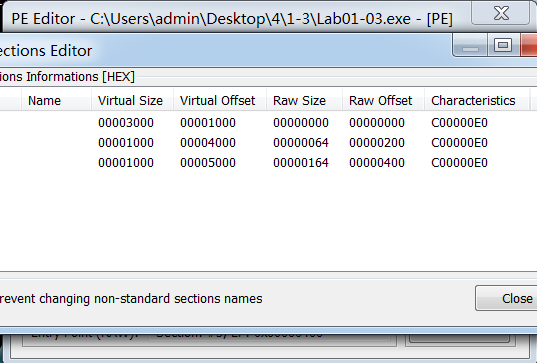 PE Editor - C:\Users\admin\Desktop\4\1-3\Lab01-03.exe - [PE]
ections Editor
ions Informations [HEX]
Name Virtual Size Virtual Offset Raw Size Raw Offset Characteristics
00003000 00001000 00000000 00000000 C00000E0
00001000 00004000 00000064 00000200 C00000E0
00001000 00005000 00000164 00000400 C00000E0
revent changing non-standard sections names
Close